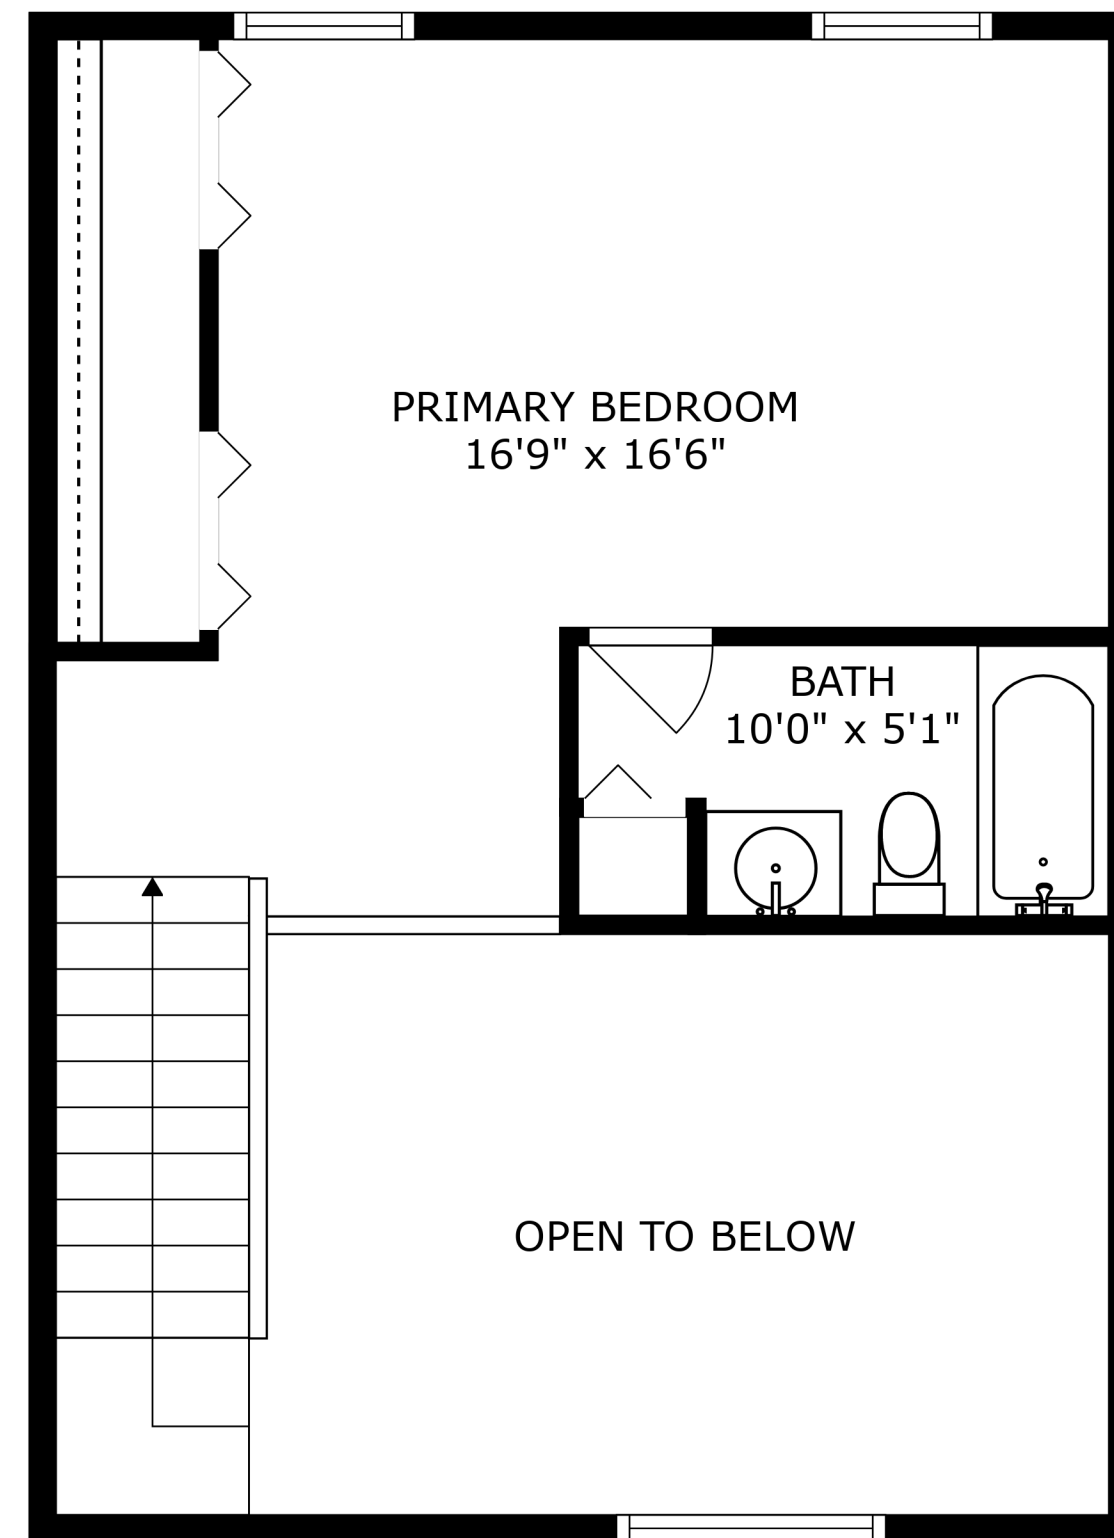 PRIMARY BEDROOM
16'9" x 16'6"
BATH
10'0" x 5'1"
OPEN TO BELOW